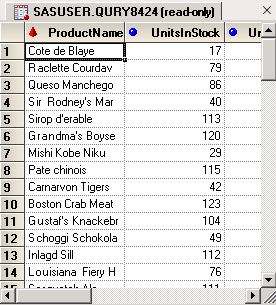 SASUSER.QURY8424 (read-only)
ProductName UnitsInStock
1 Cote de Blaye 17
2 Raclette Courdav 79
3 Queso Manchego 86
4 Sir Rodney's Mar 40
5 Sirop d'erable 113
6 Grandma's Boyse 120
7 Mishi Kobe Niku 29
8 Pate chinois 115
9 Carnarvon Tigers 42
10 Boston Crab Meat 123
11 Gustaf's Knackebr 104
12 Schoggi Schokola 49
13 Inlagd Sill 112
14 Louisiana Fiery H 76